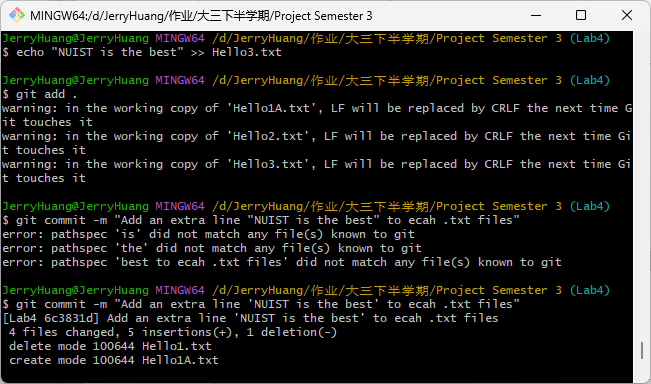 MINGW64:/d/JerryHuang/作业/大三下半学期/Project Semester 3
JerryHuang@JerryHuang MINGW64 /d/JerryHuang/作业/大三下半学期/Project Semester 3 (Lab4)
$ echo "NUIST is the best" >> Hello3.txt
JerryHuang@JerryHuang MINGW64 /d/JerryHuang/作业/大三下半学期/Project Semester 3 (Lab4)
$ git add .
warning: in the working copy of 'Hello1A.txt', LF will be replaced by CRLF the next time G
it touches it
warning: in the working copy of 'Hello2.txt', LF will be replaced by CRLF the next time Gi
t touches it
warning: in the working copy of 'Hello3.txt', LF will be replaced by CRLF the next time Gi
t touches it
JerryHuang@JerryHuang MINGW64 /d/JerryHuang/作业/大三下半学期/Project Semester 3 (Lab4)
$ git commit -m "Add an extra line "NUIST is the best" to ecah .txt files"
error: pathspec 'is' did not match any file(s) known to git
error: pathspec 'the' did not match any file(s) known to git
error: pathspec 'best to ecah .txt files' did not match any file(s) known to git
JerryHuang@JerryHuang MINGW64 /d/JerryHuang/作业/大三下半学期/Project Semester 3 (Lab4)
$ git commit -m "Add an extra line 'NUIST is the best' to ecah .txt files"
[Lab4 6c3831d] Add an extra line 'NUIST is the best' to ecah .txt files
4 files changed, 5 insertions(+), 1 deletion(-)
delete mode 100644 Hello1.txt
create mode 100644 Hello1A.txt